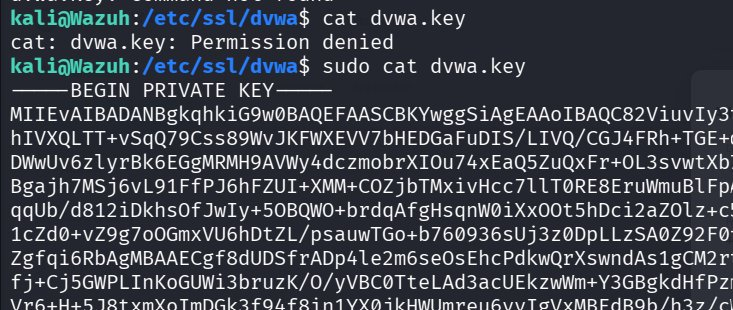 kali@Wazuh:/etc/ssl/dvwa$ cat dvwa.key
cat: dvwa.key: Permission denied
kali@Wazuh:/etc/ssl/dvwa$ sudo cat dvwa.key
-----BEGIN PRIVATE KEY-----
MIIEvAIBADANBgkqhkiG9w0BAQEFAASCBKYwggSiAgEAAoIBAQC82ViuvIy3
hIVXQLTT+vSqQ79Css89WvJKFWXEVV7bHEDGaFuDIS/LIVQ/CGJ4FRh+TGE+
DWwUv6zlyrBk6EGgMRMH9AVWy4dczmobrXIOu74xEaQ5ZuQxFr+OL3svwtXb
Bgajh7MSj6vL91FfPJ6hFZUI+XMM+COZjbTMxivHcc7llT0RE8EruWmuBlFp
qqUb/d812iDkhsOfJwIy+5OBQWO+brdqAfgHsqnW0iXxOOt5hDci2aZOlz+c
1cZd0+vZ9g7oOGmxVU6hDtZL/psauwTGo+b760936sUj3z0DpLLzSA0Z92F0
Zgfqi6RbAgMBAAECgf8dUDSfrADp4le2m6seOsEhcPdkwQrXswndAs1gCM2r
fj+Cj5GWPLInKoGUWi3bruzK/O/yVBC0TteLAd3acUEkzwWm+Y3GBgkdHfPz